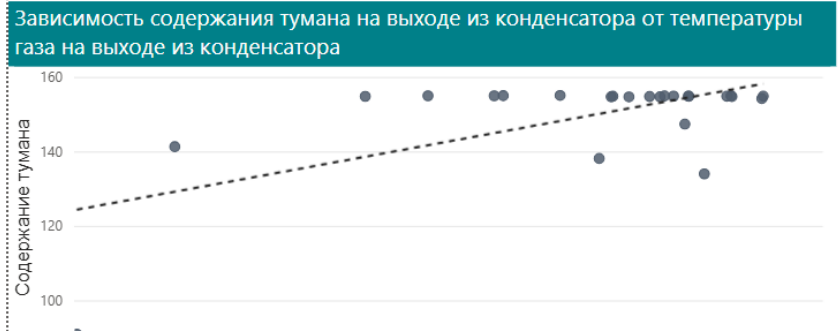 Зависимость содержания тумана на выходе из конденсатора от температуры
газа на выходе из конденсатора
160
140
120
100
Содержание тумана